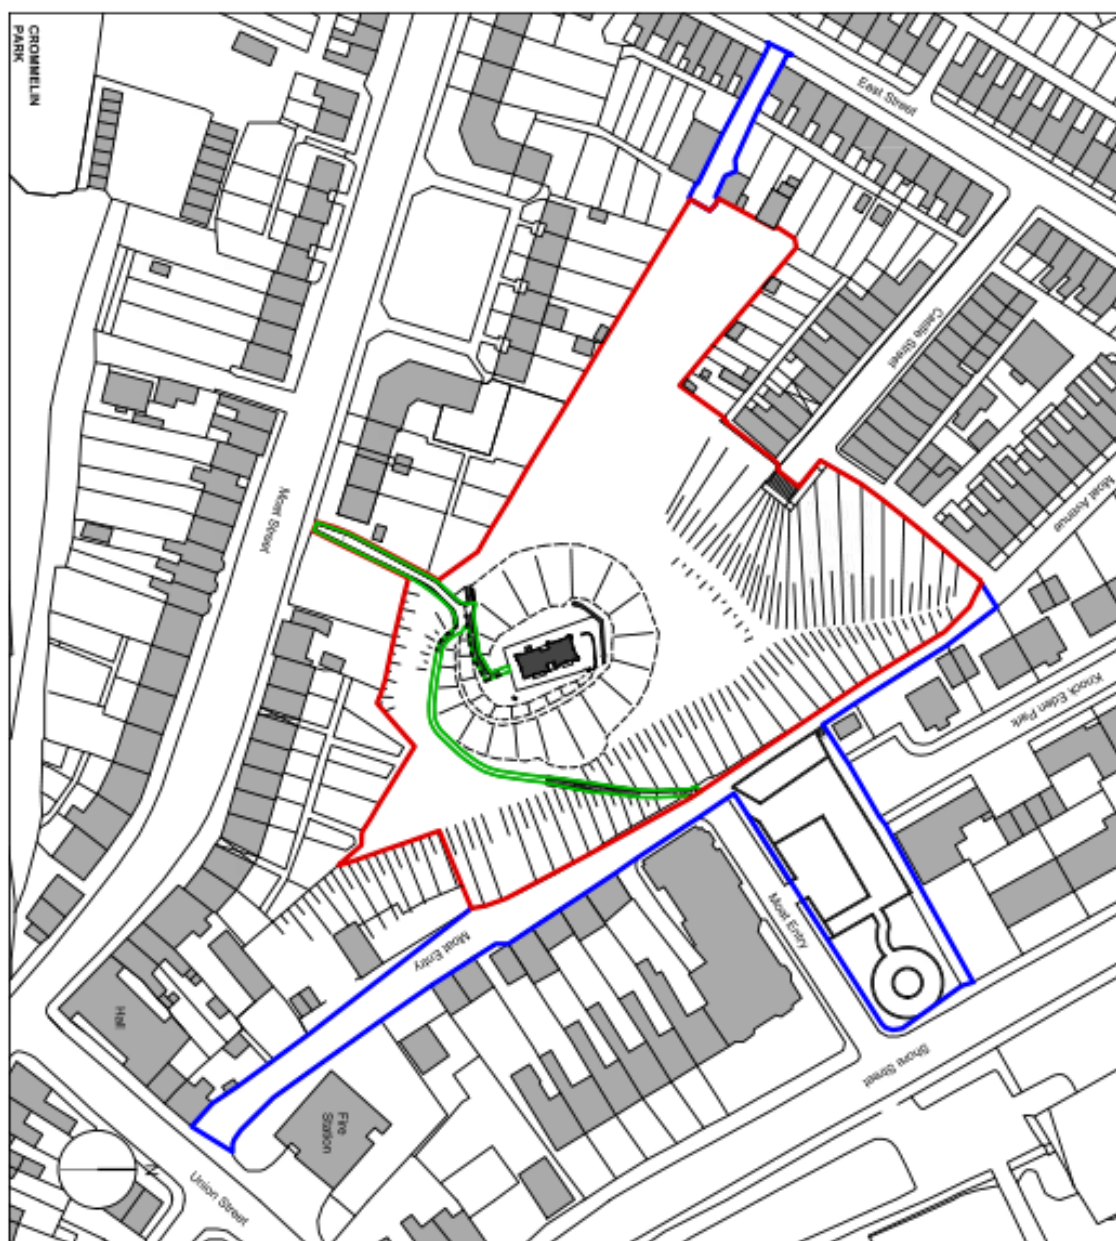 CROMMELIN
PARK
East Street
Castle Street
Moat Avenue
Moat Street
Knock Eden Park
Moat Entry
Moat Entry
Hall
Fire
Station
Shore Street
Union Street
N